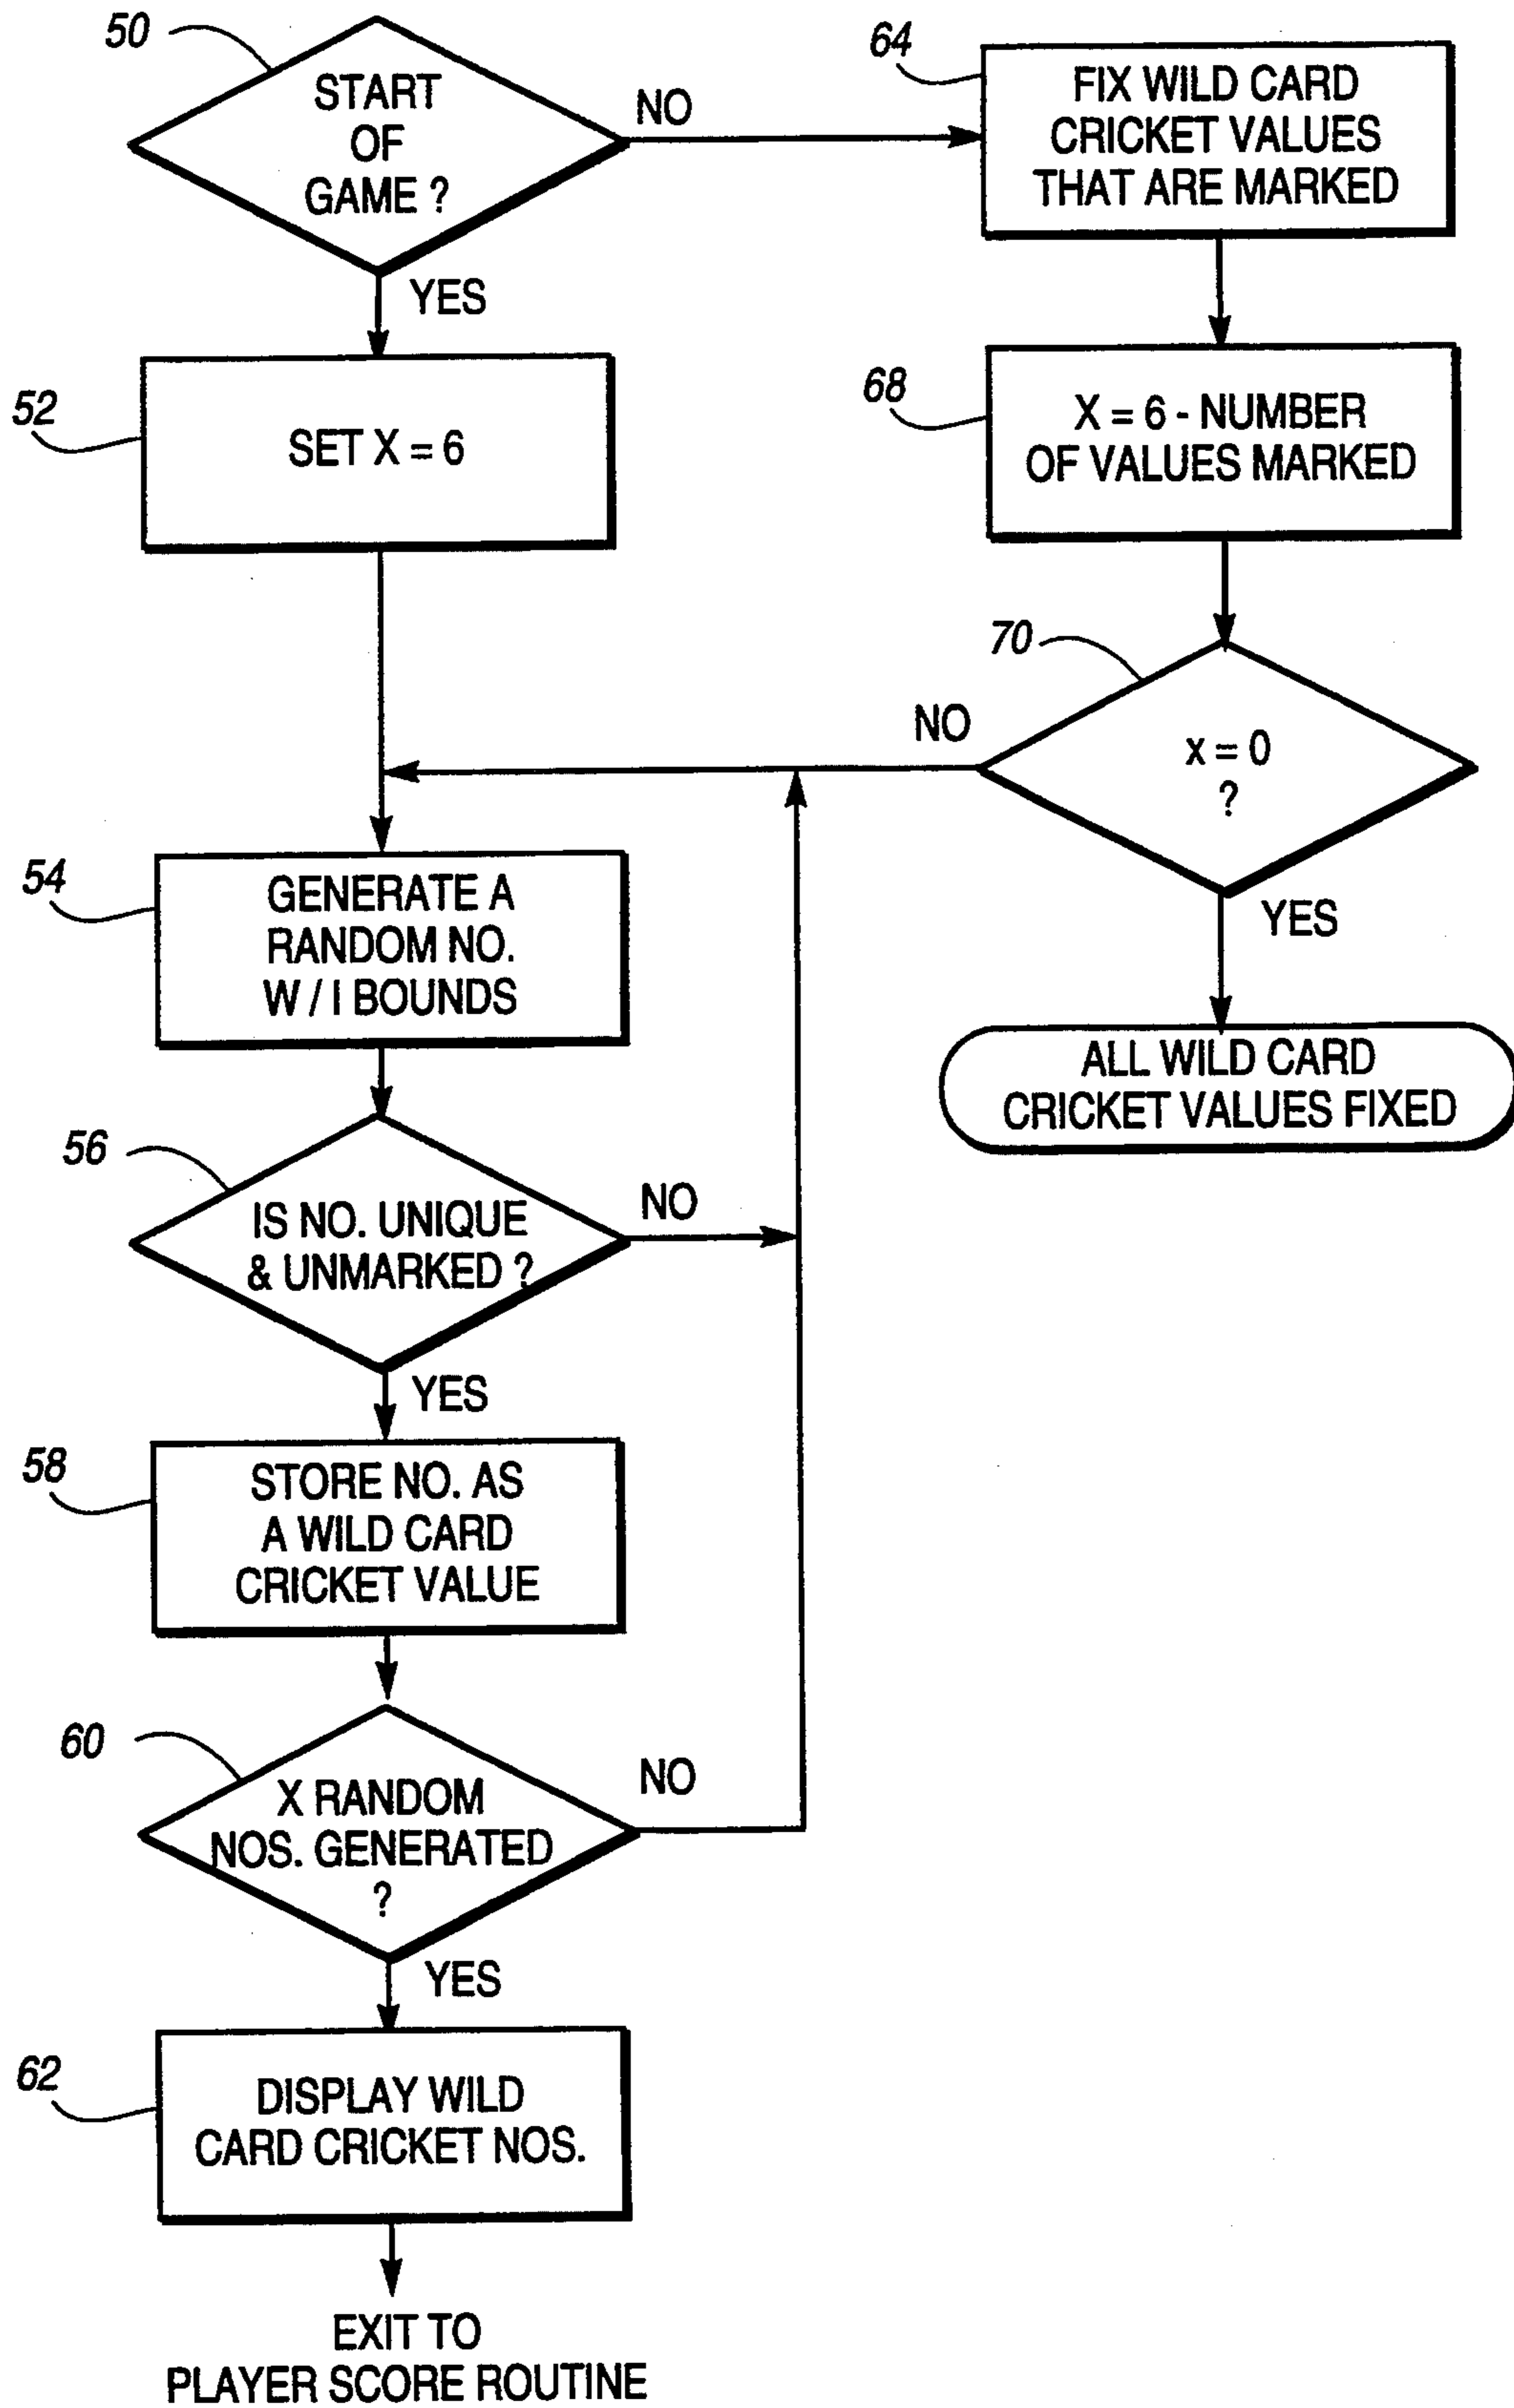 50
START
OF
GAME ?
NO
YES
64
FIX WILD CARD
CRICKET VALUES
THAT ARE MARKED
52
SET X = 6
68
X = 6 - NUMBER
OF VALUES MARKED
70
x = 0
?
NO
YES
ALL WILD CARD
CRICKET VALUES FIXED
54
GENERATE A
RANDOM NO.
W / I BOUNDS
56
IS NO. UNIQUE
& UNMARKED ?
NO
YES
58
STORE NO. AS
A WILD CARD
CRICKET VALUE
60
X RANDOM
NOS. GENERATED
?
NO
YES
62
DISPLAY WILD
CARD CRICKET NOS.
EXIT TO
PLAYER SCORE ROUTINE